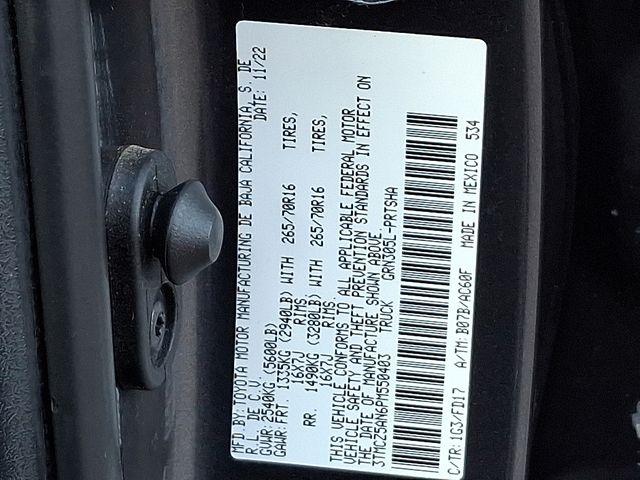 MFD. BY: TOYOTA MOTOR MANUFACTURING DE BAJA CALIFORNIA, S. DE
R.L. DE C.V. DATE: 11/22
GVWR: 2540KG (5600LB)
GAWR: FRT. 1335KG (2940LB) WITH 265/70R16 TIRES,
16X7J RIMS.
RR. 1490KG (3280LB) WITH 265/70R16 TIRES,
16X7J RIMS.
THIS VEHICLE CONFORMS TO ALL APPLICABLE FEDERAL MOTOR
VEHICLE SAFETY AND THEFT PREVENTION STANDARDS IN EFFECT ON
THE DATE OF MANUFACTURE SHOWN ABOVE.
3TMCZ5AN6PM550403 TRUCK GRN305L-PRTSHA
C/TR: 1G3/FD17 A/TM: B07B/AC60F MADE IN MEXICO 534